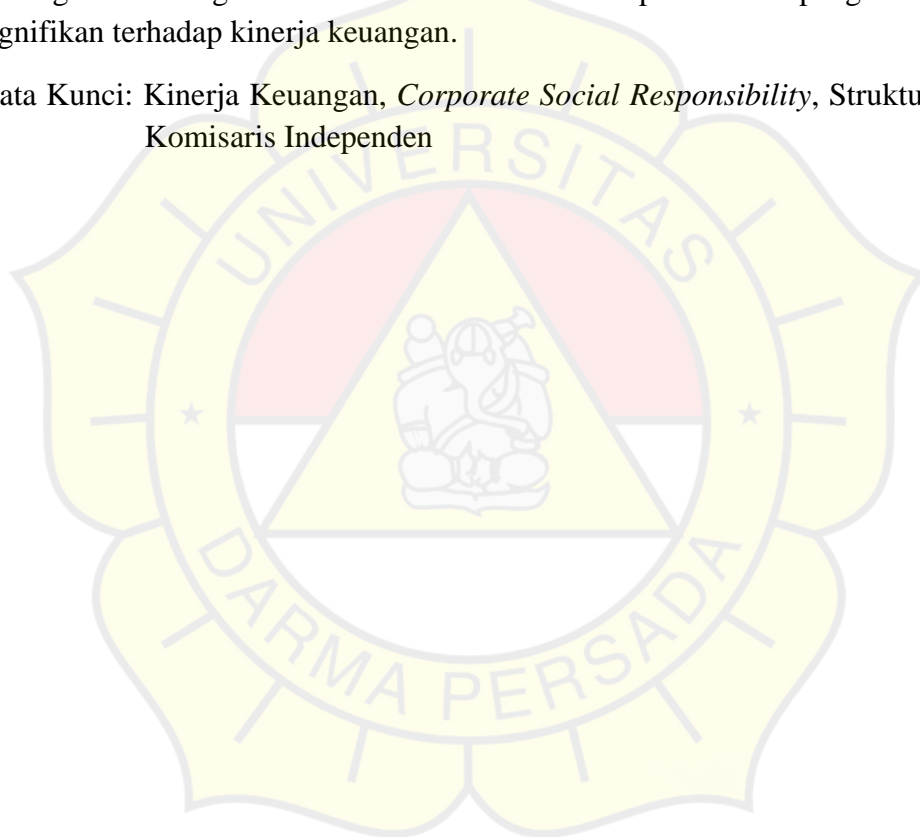 gnifikan terhadap kinerja keuangan.
ata Kunci: Kinerja Keuangan, Corporate Social Responsibility, Struktu
Komisaris Independen
UNIVERSITAS
DARMA PERSADA